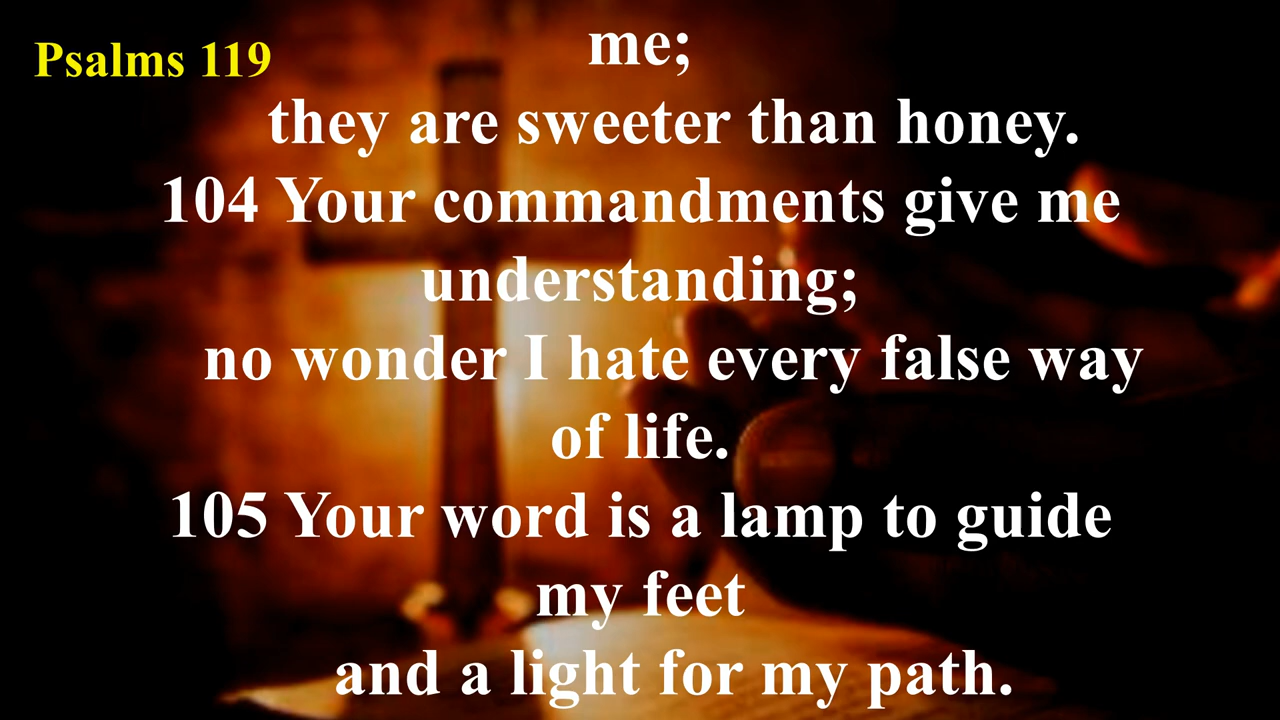 Psalms 119
me;
they are sweeter than honey.
104 Your commandments give me
understanding;
no wonder I hate every false way
of life.
105 Your word is a lamp to guide
my feet
and a light for my path.